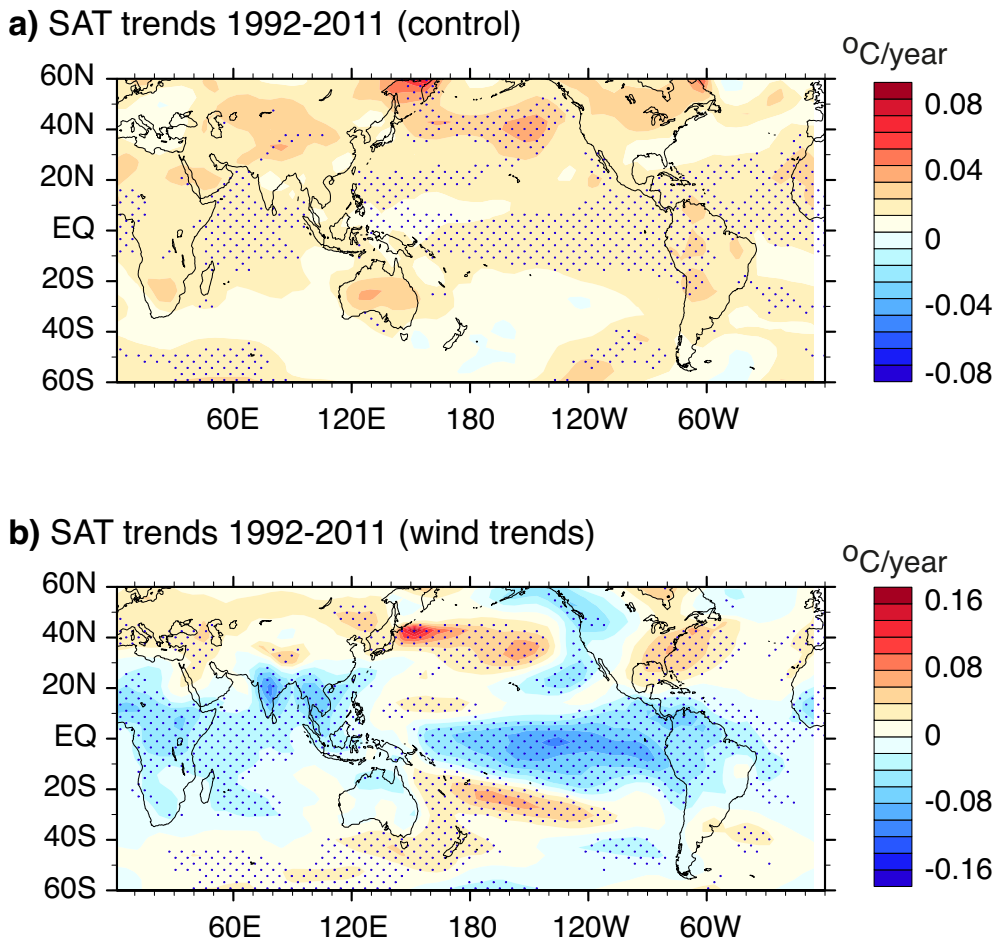 a) SAT trends 1992-2011 (control)
oC/year
60N
40N
20N
EQ
20S
40S
60S
60E 120E 180 120W 60W
0.08
0.04
0
-0.04
-0.08
b) SAT trends 1992-2011 (wind trends)
oC/year
60N
40N
20N
EQ
20S
40S
60S
60E 120E 180 120W 60W
0.16
0.08
0
-0.08
-0.16